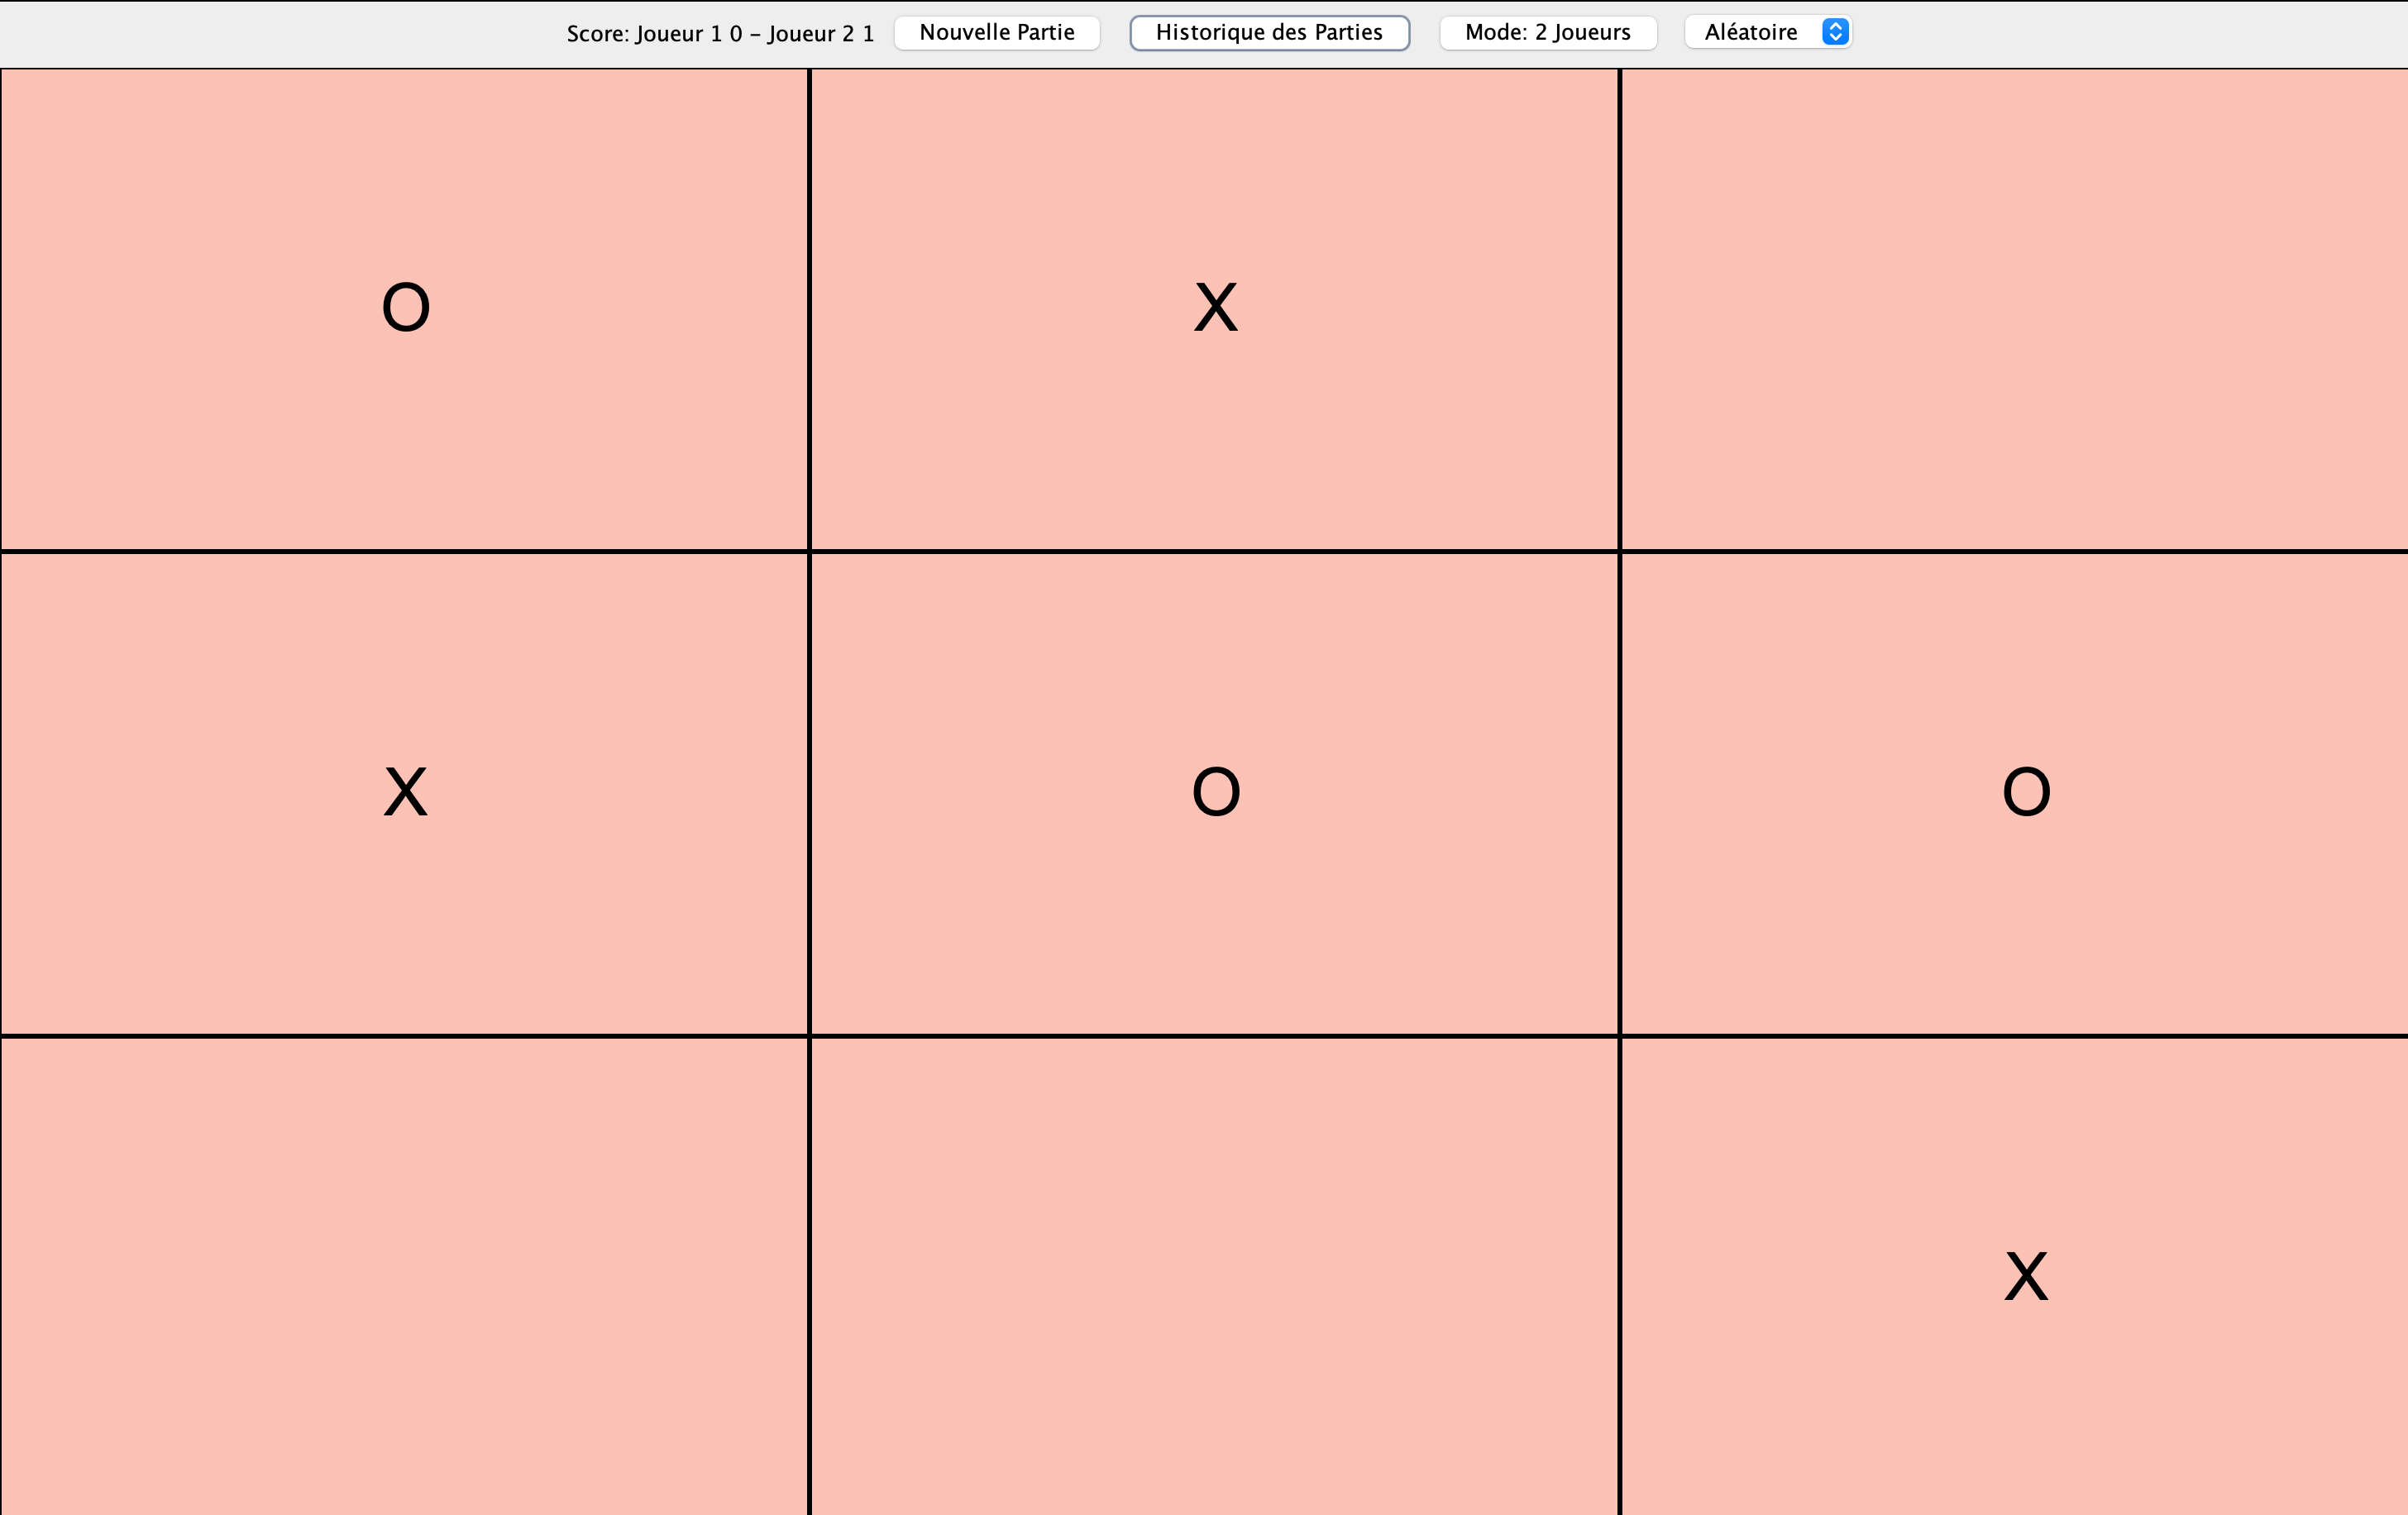 Score: Joueur 1 0 – Joueur 2 1 Nouvelle Partie Historique des Parties Mode: 2 Joueurs Aléatoire
O X
X O O
X